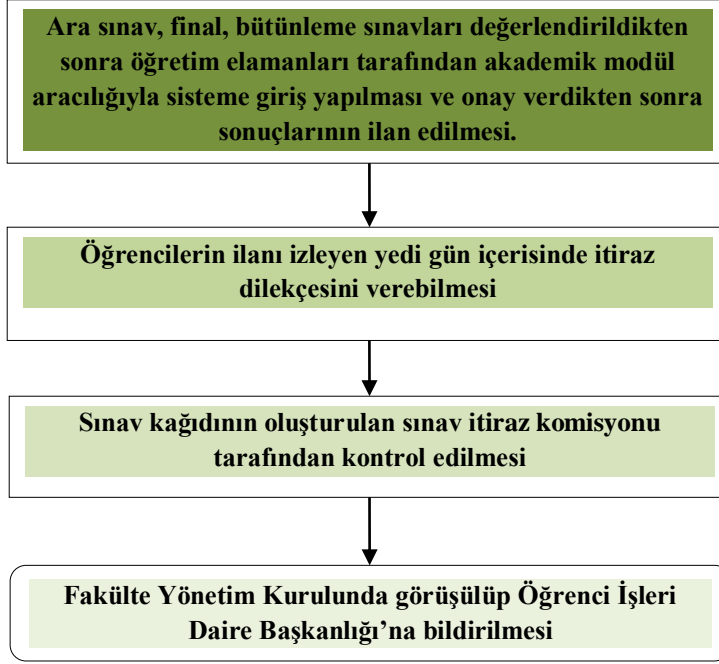 Ara sınav, final, bütünleme sınavları değerlendirildikten
sonra öğretim elamanları tarafından akademik modül
aracılığıyla sisteme giriş yapılması ve onay verdikten sonra
sonuçlarının ilan edilmesi.
Öğrencilerin ilanı izleyen yedi gün içerisinde itiraz
dilekçesini verebilmesi
Sınav kağıdının oluşturulan sınav itiraz komisyonu
tarafından kontrol edilmesi
Fakülte Yönetim Kurulunda görüşülüp Öğrenci İşleri
Daire Başkanlığı’na bildirilmesi